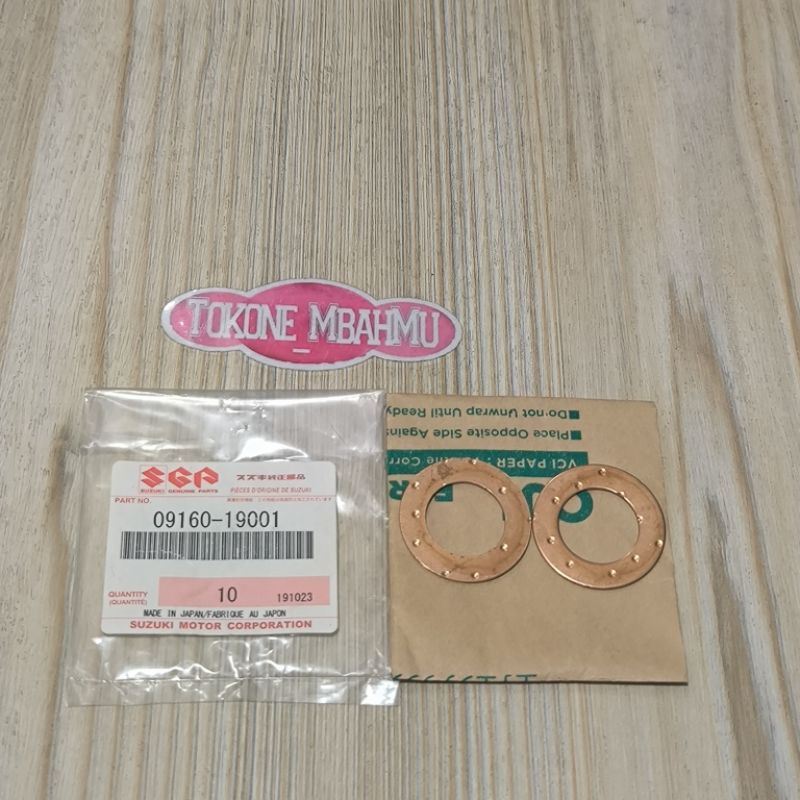 TOKONE_MBAHMU
Do not Unwrap Until Ready
Place Opposite Side Agains
VCI PAPER
SGP
SUZUKI GENUINE PARTS
スズキ純正部品
PIÈCES D'ORIGINE DE SUZUKI
PART NO.
09160-19001
QUANTITY
(QUANTITÉ)
10
191023
MADE IN JAPAN/FABRIQUE AU JAPON
SUZUKI MOTOR CORPORATION